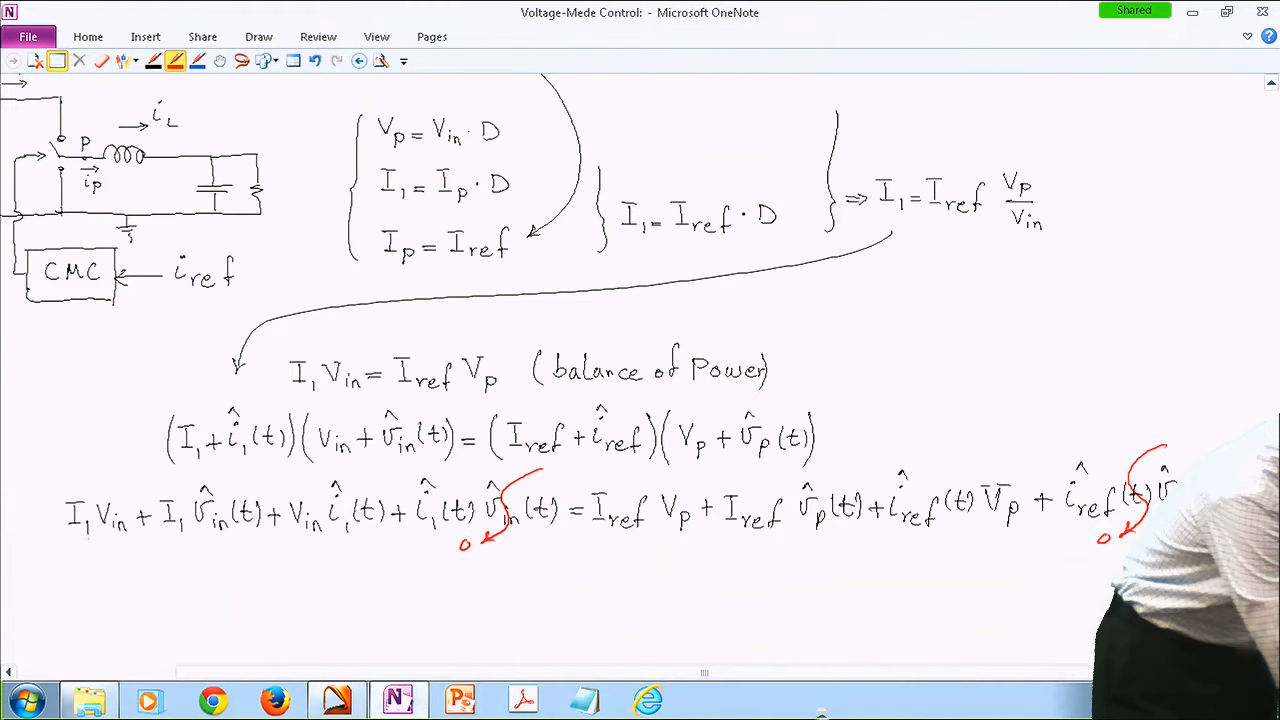 Voltage-Mede Control: - Microsoft OneNote
Shared
File Home Insert Share Draw Review View Pages
i_L
P
i_p
CMC
i_ref
V_p = V_in · D
I_1 = I_p · D
I_p = I_ref
I_1 = I_ref · D
⇒ I_1 = I_ref V_p / V_in
I_1 V_in = I_ref V_p (balance of Power)
(I_1 + î_1(t)) (V_in + v̂_in(t)) = (I_ref + î_ref) (V_p + v̂_p(t))
I_1 V_in + I_1 v̂_in(t) + V_in î_1(t) + î_1(t) v̂_in(t) = I_ref V_p + I_ref v̂_p(t) + î_ref(t) V_p + î_ref(t) v̂
0 0